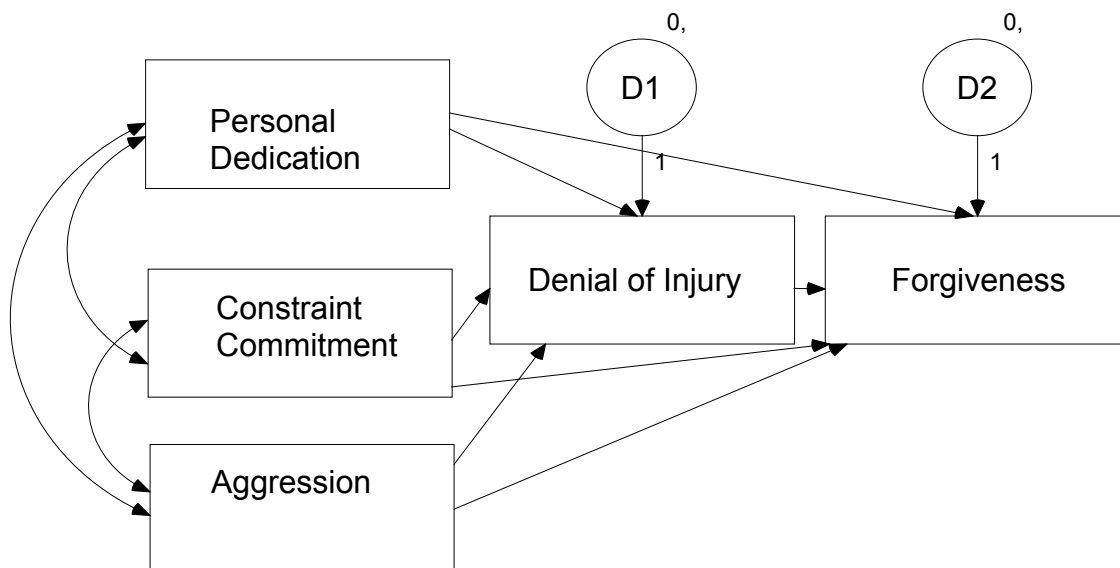 0,
0,
D1
D2
Personal
Dedication
1
1
Denial of Injury
Forgiveness
Constraint
Commitment
Aggression